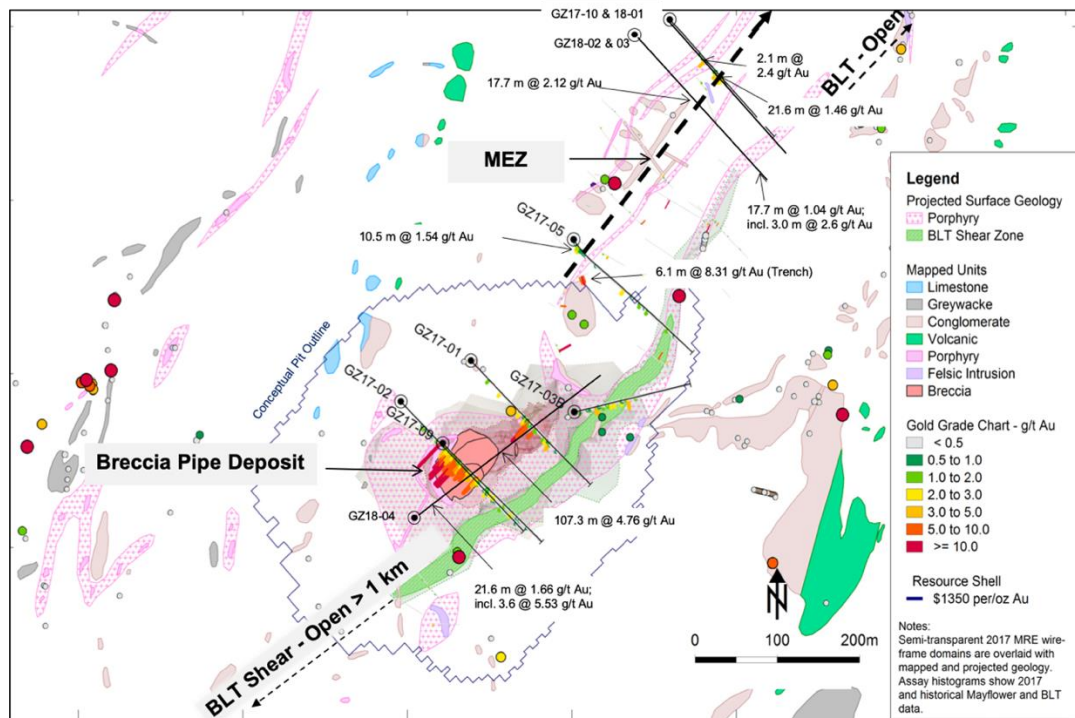 GZ17-10 & 18-01
GZ18-02 & 03
BLT - Open
2.1 m @
2.4 g/t Au
17.7 m @ 2.12 g/t Au
21.6 m @ 1.46 g/t Au
MEZ
17.7 m @ 1.04 g/t Au;
incl. 3.0 m @ 2.6 g/t Au
GZ17-05
10.5 m @ 1.54 g/t Au
6.1 m @ 8.31 g/t Au (Trench)
Conceptual Pit Outline
GZ17-01
GZ17-02
GZ17-03B
GZ17-09
Breccia Pipe Deposit
GZ18-04
107.3 m @ 4.76 g/t Au
21.6 m @ 1.66 g/t Au;
incl. 3.6 @ 5.53 g/t Au
BLT Shear - Open > 1 km
N
0 100 200m
Legend
Projected Surface Geology
Porphyry
BLT Shear Zone
Mapped Units
Limestone
Greywacke
Conglomerate
Volcanic
Porphyry
Felsic Intrusion
Breccia
Gold Grade Chart - g/t Au
< 0.5
0.5 to 1.0
1.0 to 2.0
2.0 to 3.0
3.0 to 5.0
5.0 to 10.0
>= 10.0
Resource Shell
$1350 per/oz Au
Notes:
Semi-transparent 2017 MRE wire-
frame domains are overlaid with
mapped and projected geology.
Assay histograms show 2017
and historical Mayflower and BLT
data.